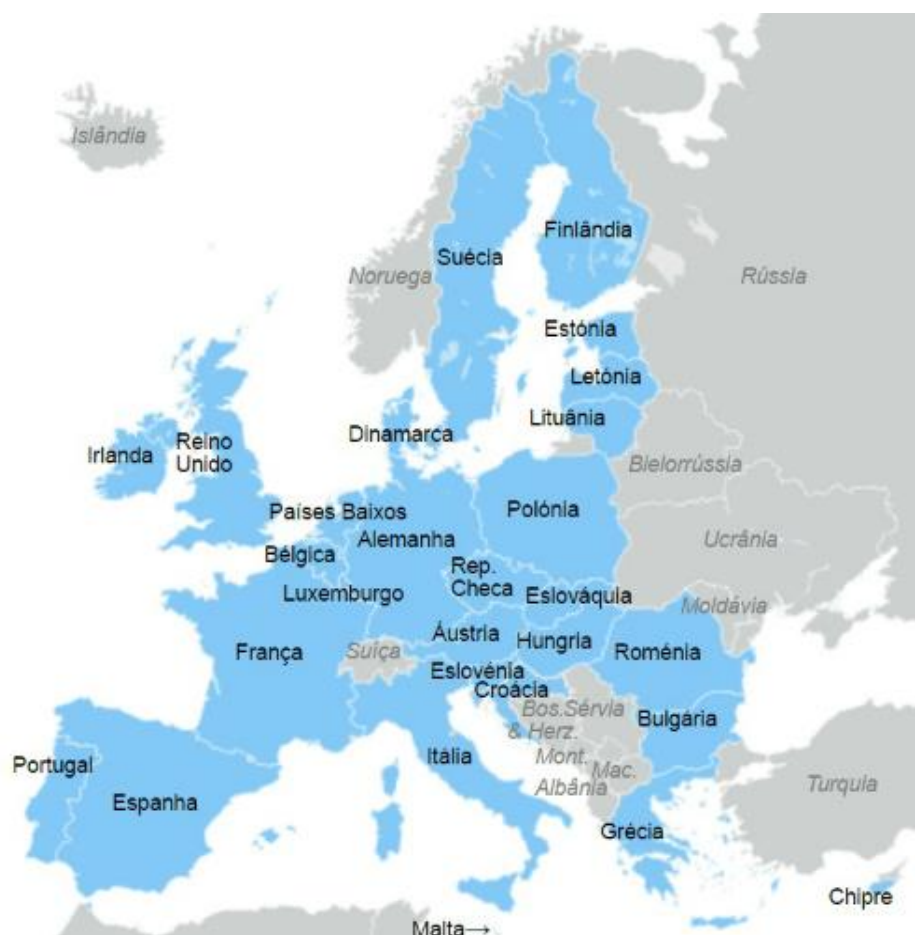 Islândia
Finlândia
Suécia
Noruega
Rússia
Estónia
Letónia
Lituânia
Dinamarca
Irlanda
Reino
Unido
Bielorrússia
Países Baixos
Polónia
Alemanha
Ucrânia
Bélgica
Rep.
Checa
Luxemburgo
Eslováquia
Moldávia
Áustria
Hungria
França
Suíça
Roménia
Eslovénia
Croácia
Bos.Sérvia
& Herz.
Bulgária
Mont.
Itália
Portugal
Mac.
Albânia
Turquia
Espanha
Grécia
Chipre
Malta→